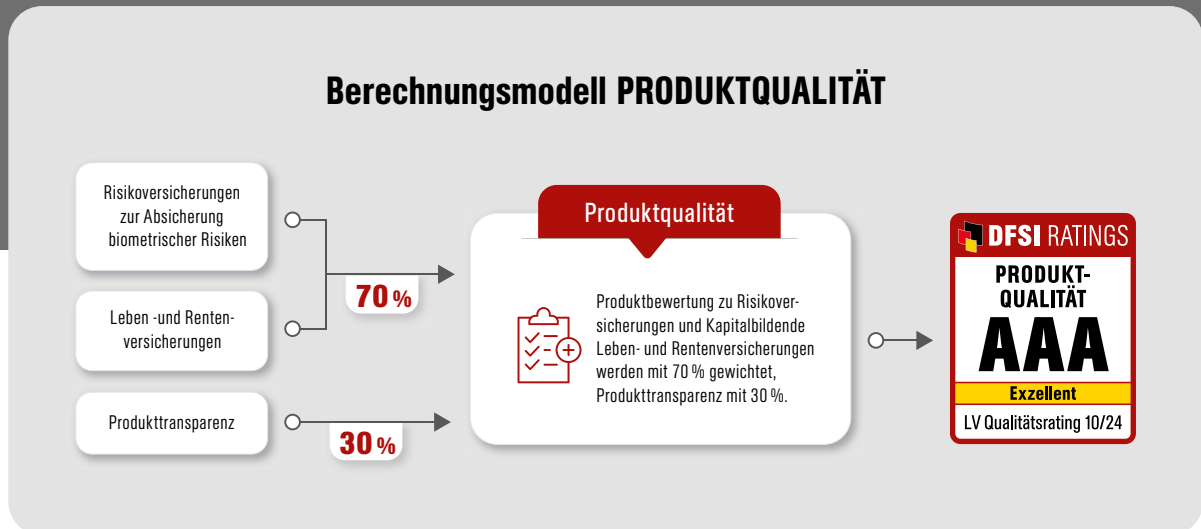 Berechnungsmodell PRODUKTQUALITÄT
Risikoversicherungen
zur Absicherung
biometrischer Risiken
Leben -und Renten-
versicherungen
Produkttransparenz
70 %
30 %
Produktqualität
Produktbewertung zu Risikover-
sicherungen und Kapitalbildende
Leben- und Rentenversicherungen
werden mit 70 % gewichtet,
Produkttransparenz mit 30 %.
DFSI RATINGS
PRODUKT-
QUALITÄT
AAA
Exzellent
LV Qualitätsrating 10/24